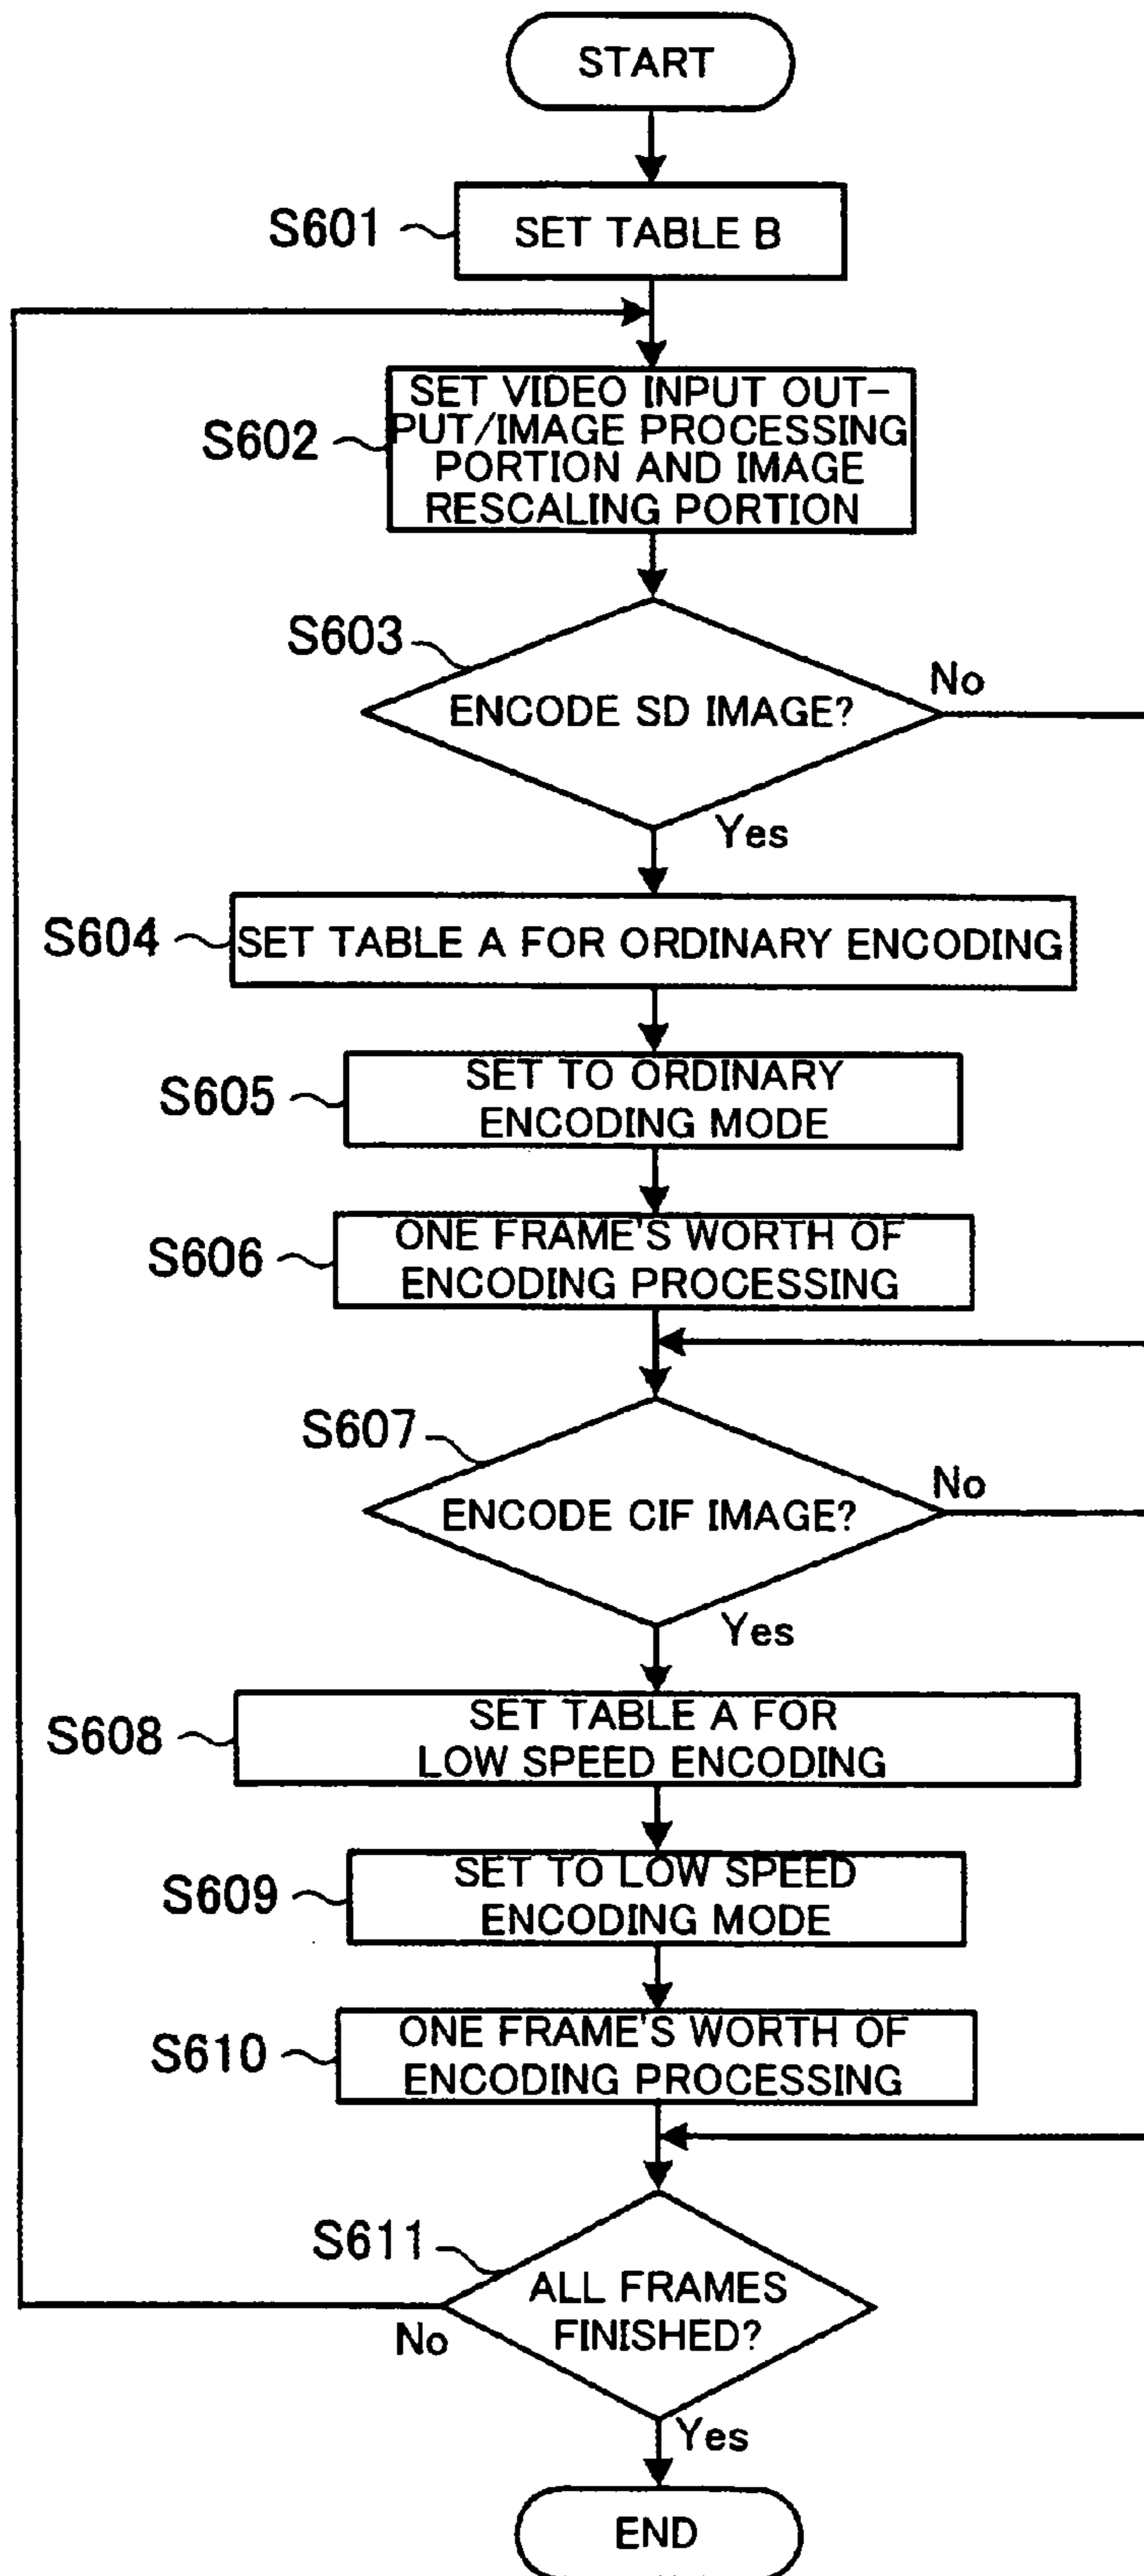 START
S601
SET TABLE B
S602
SET VIDEO INPUT OUT-
PUT/IMAGE PROCESSING
PORTION AND IMAGE
RESCALING PORTION
S603
ENCODE SD IMAGE?
No
Yes
S604
SET TABLE A FOR ORDINARY ENCODING
S605
SET TO ORDINARY
ENCODING MODE
S606
ONE FRAME'S WORTH OF
ENCODING PROCESSING
S607
ENCODE CIF IMAGE?
No
Yes
S608
SET TABLE A FOR
LOW SPEED ENCODING
S609
SET TO LOW SPEED
ENCODING MODE
S610
ONE FRAME'S WORTH OF
ENCODING PROCESSING
S611
ALL FRAMES
FINISHED?
No
Yes
END